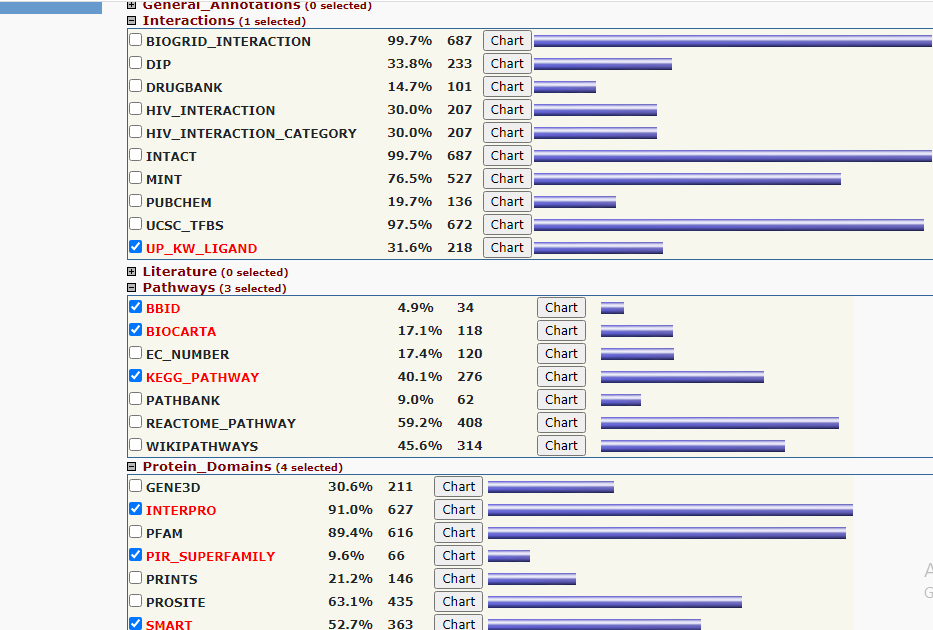 General_Annotations (0 selected)
Interactions (1 selected)
BIOGRID_INTERACTION 99.7% 687 Chart
DIP 33.8% 233 Chart
DRUGBANK 14.7% 101 Chart
HIV_INTERACTION 30.0% 207 Chart
HIV_INTERACTION_CATEGORY 30.0% 207 Chart
INTACT 99.7% 687 Chart
MINT 76.5% 527 Chart
PUBCHEM 19.7% 136 Chart
UCSC_TFBS 97.5% 672 Chart
UP_KW_LIGAND 31.6% 218 Chart
Literature (0 selected)
Pathways (3 selected)
BBID 4.9% 34 Chart
BIOCARTA 17.1% 118 Chart
EC_NUMBER 17.4% 120 Chart
KEGG_PATHWAY 40.1% 276 Chart
PATHBANK 9.0% 62 Chart
REACTOME_PATHWAY 59.2% 408 Chart
WIKIPATHWAYS 45.6% 314 Chart
Protein_Domains (4 selected)
GENE3D 30.6% 211 Chart
INTERPRO 91.0% 627 Chart
PFAM 89.4% 616 Chart
PIR_SUPERFAMILY 9.6% 66 Chart
PRINTS 21.2% 146 Chart
PROSITE 63.1% 435 Chart
SMART 52.7% 363 Chart